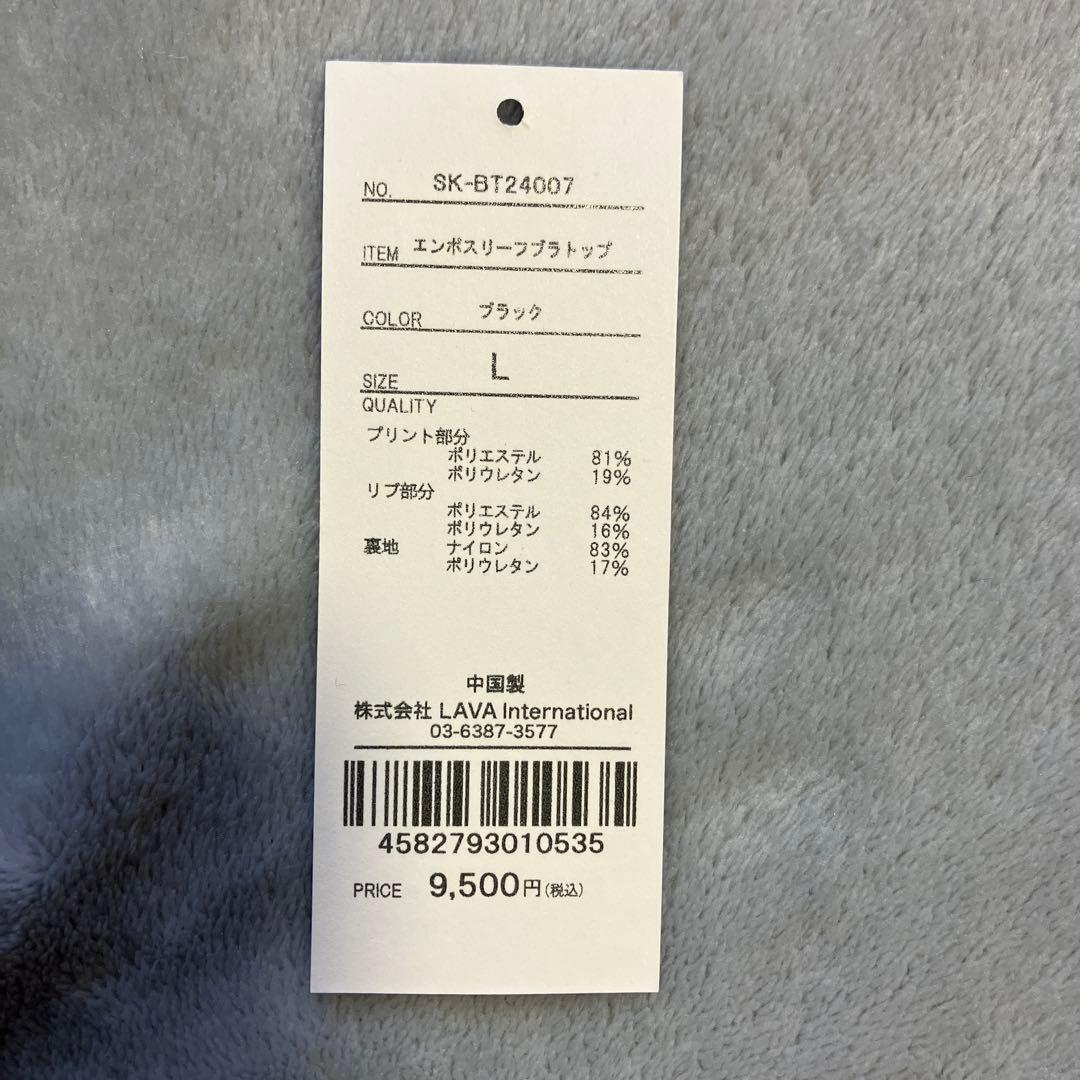 NO. SK-BT24007
ITEM エンボスリーフブラトップ
COLOR ブラック
SIZE L
QUALITY
プリント部分
ポリエステル 81%
ポリウレタン 19%
リブ部分
ポリエステル 84%
ポリウレタン 16%
裏地 ナイロン 83%
ポリウレタン 17%
中国製
株式会社 LAVA International
03-6387-3577
4582793010535
PRICE 9,500円(税込)